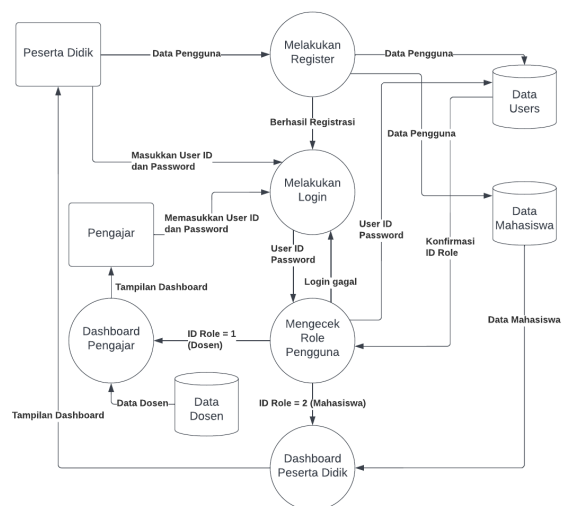 Peserta Didik
Data Pengguna
Melakukan
Register
Data Pengguna
Data
Users
Berhasil Registrasi
Data Pengguna
Masukkan User ID
dan Password
Melakukan
Login
Pengajar
Memasukkan User ID
dan Password
User ID
Password
User ID
Password
Konfirmasi
ID Role
Data
Mahasiswa
Login gagal
Tampilan Dashboard
Dashboard
Pengajar
ID Role = 1
(Dosen)
Mengecek
Role
Pengguna
Data Mahasiswa
Data Dosen
Data
Dosen
ID Role = 2 (Mahasiswa)
Tampilan Dashboard
Dashboard
Peserta Didik